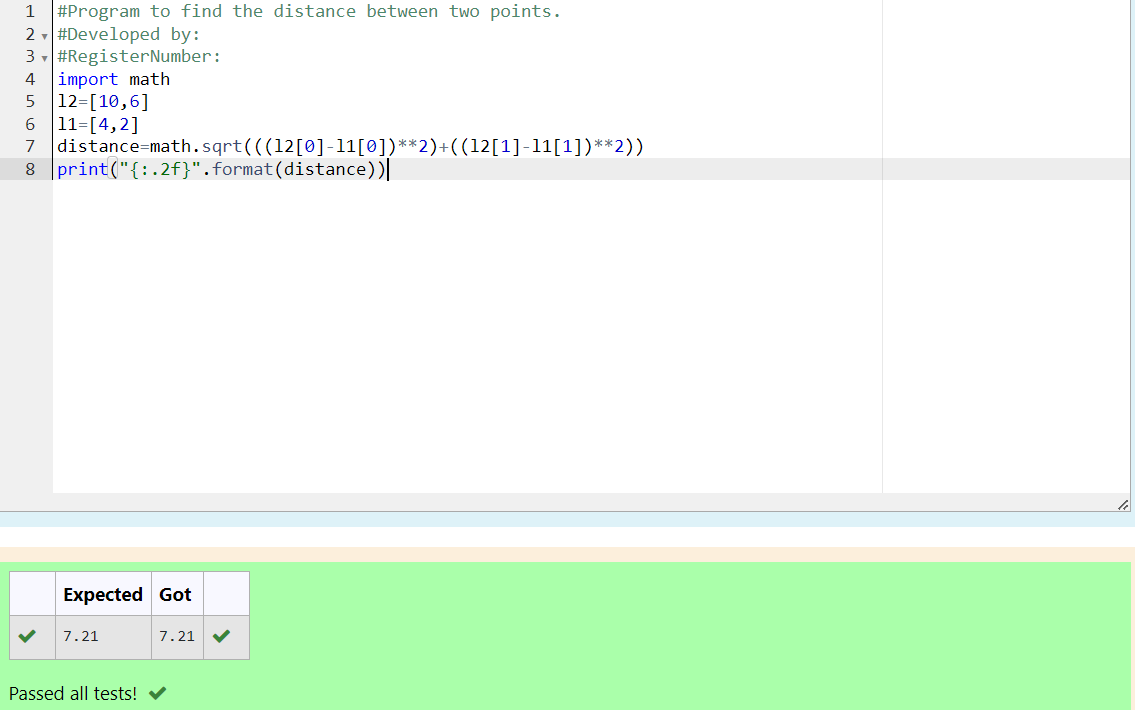 1 #Program to find the distance between two points.
2 #Developed by:
3 #RegisterNumber:
4 import math
5 l2=[10,6]
6 l1=[4,2]
7 distance=math.sqrt(((l2[0]-l1[0])**2)+((l2[1]-l1[1])**2))
8 print("{:.2f}".format(distance))
Expected Got
7.21 7.21
Passed all tests!